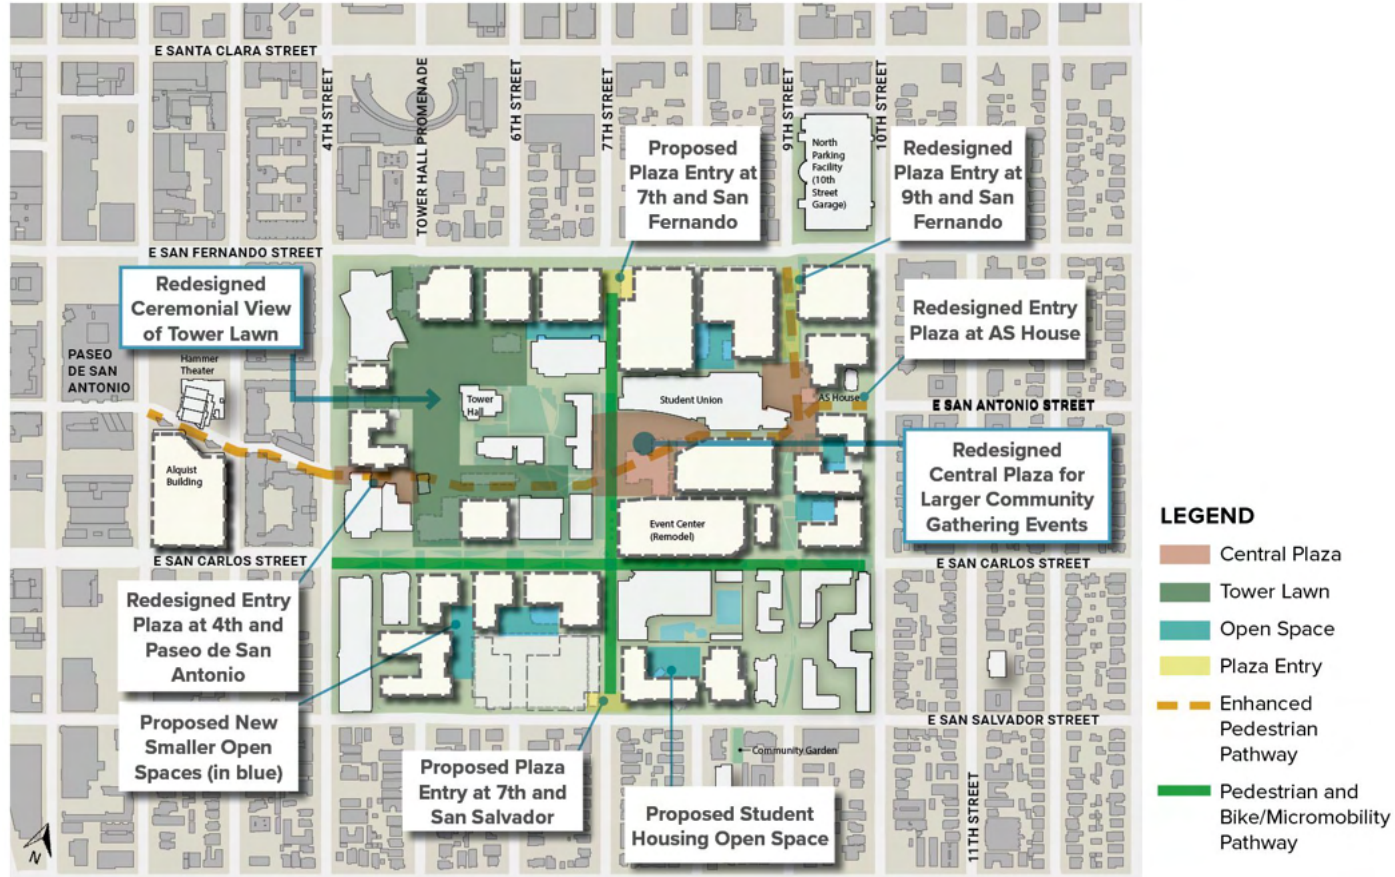 E SANTA CLARA STREET
4TH STREET
TOWER HALL PROMENADE
6TH STREET
7TH STREET
9TH STREET
10TH STREET
North
Parking
Facility
(10th
Street
Garage)
Proposed
Plaza Entry at
7th and San
Fernando
Redesigned
Plaza Entry at
9th and San
Fernando
E SAN FERNANDO STREET
Redesigned
Ceremonial View
of Tower Lawn
Redesigned Entry
Plaza at AS House
PASEO
DE SAN
ANTONIO
Hammer
Theater
Tower
Hall
Student Union
AS House
E SAN ANTONIO STREET
Alquist
Building
Redesigned
Central Plaza for
Larger Community
Gathering Events
Event Center
(Remodel)
E SAN CARLOS STREET
E SAN CARLOS STREET
Redesigned Entry
Plaza at 4th and
Paseo de San
Antonio
Proposed New
Smaller Open
Spaces (in blue)
E SAN SALVADOR STREET
Community Garden
Proposed Plaza
Entry at 7th and
San Salvador
Proposed Student
Housing Open Space
11TH STREET
N
LEGEND
Central Plaza
Tower Lawn
Open Space
Plaza Entry
Enhanced
Pedestrian
Pathway
Pedestrian and
Bike/Micromobility
Pathway